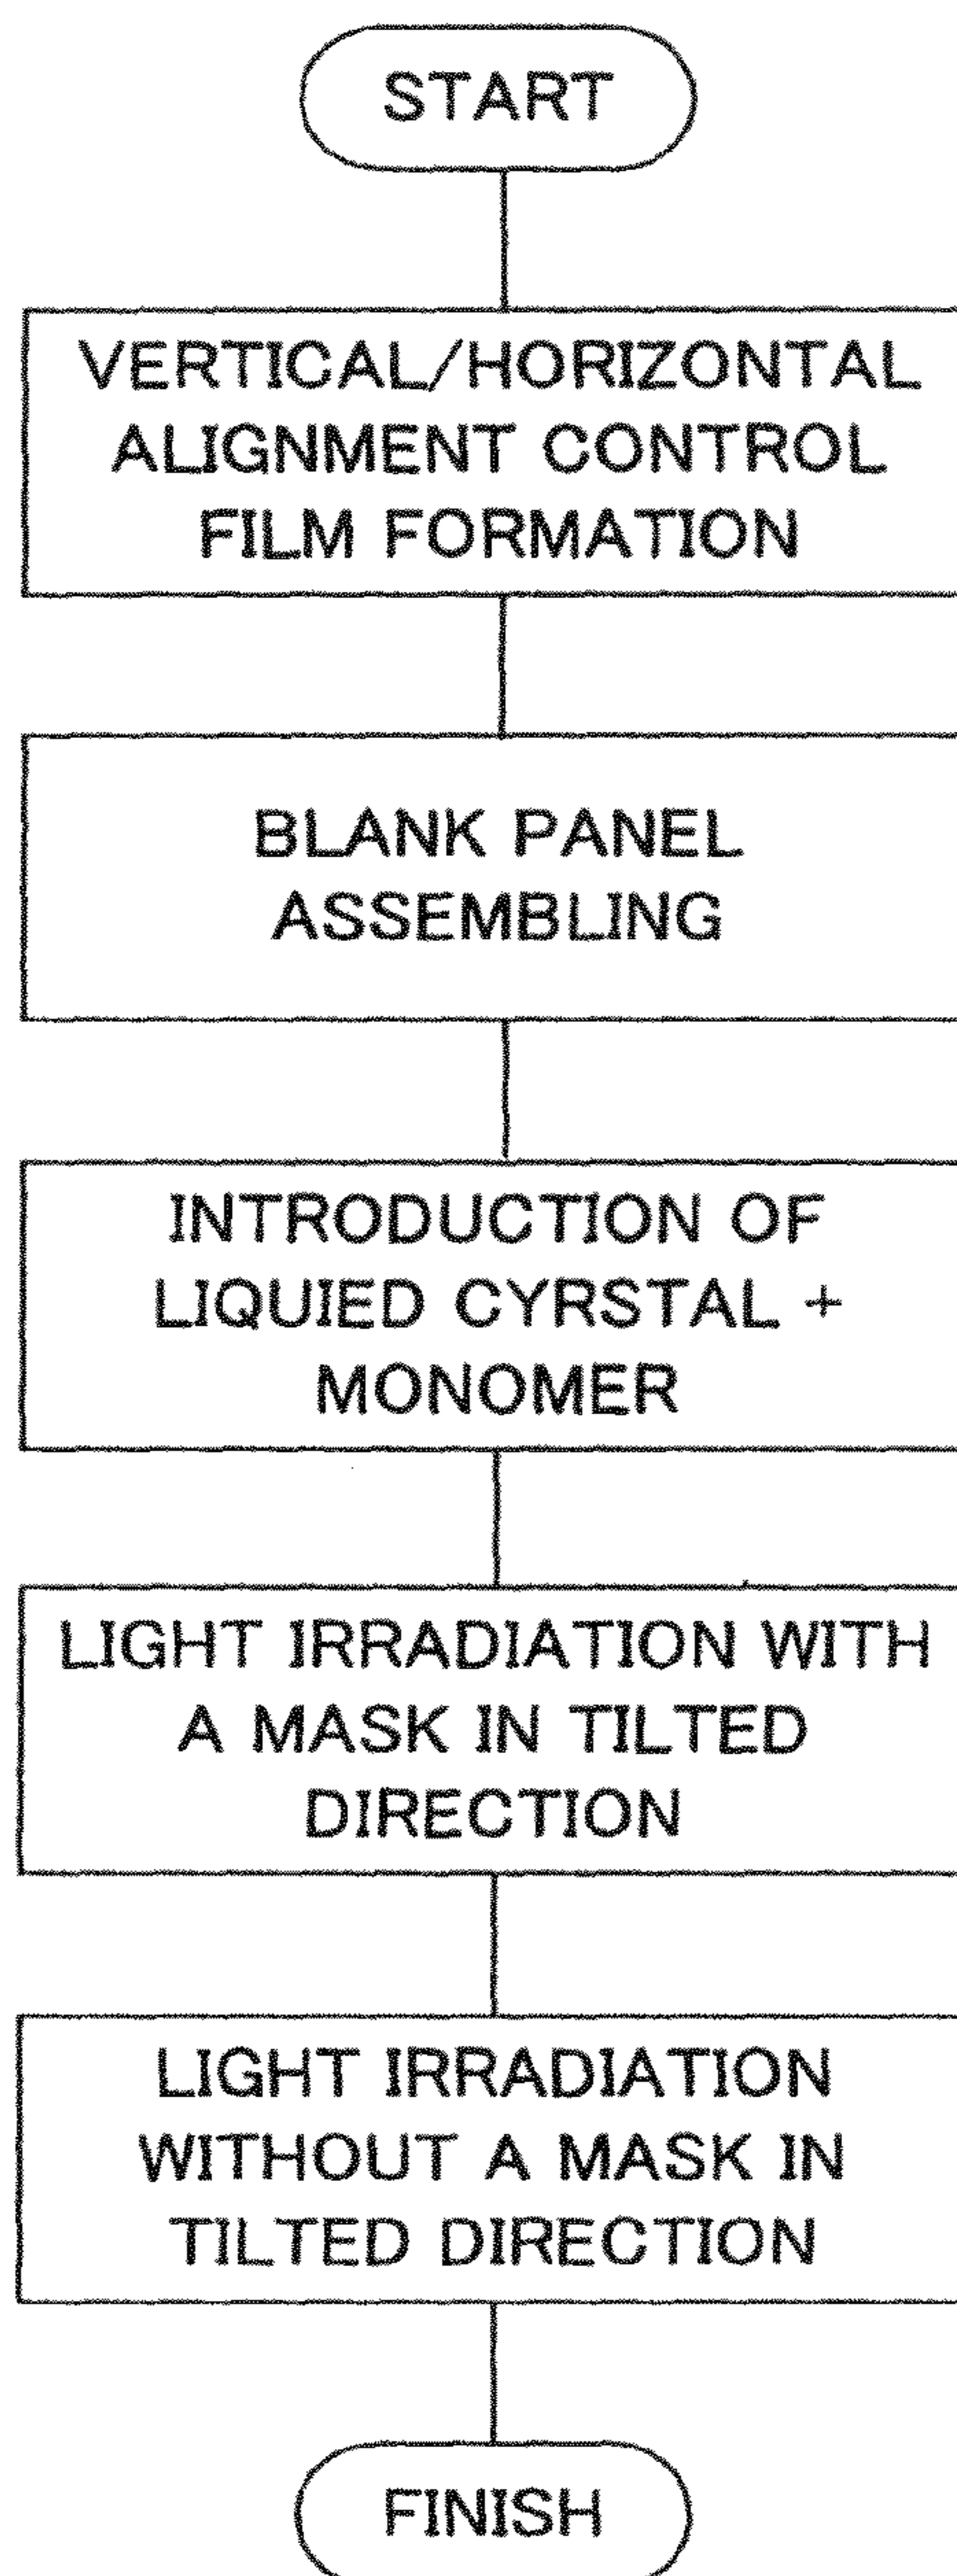 START
VERTICAL/HORIZONTAL
ALIGNMENT CONTROL
FILM FORMATION
BLANK PANEL
ASSEMBLING
INTRODUCTION OF
LIQUIED CYRSTAL +
MONOMER
LIGHT IRRADIATION WITH
A MASK IN TILTED
DIRECTION
LIGHT IRRADIATION
WITHOUT A MASK IN
TILTED DIRECTION
FINISH